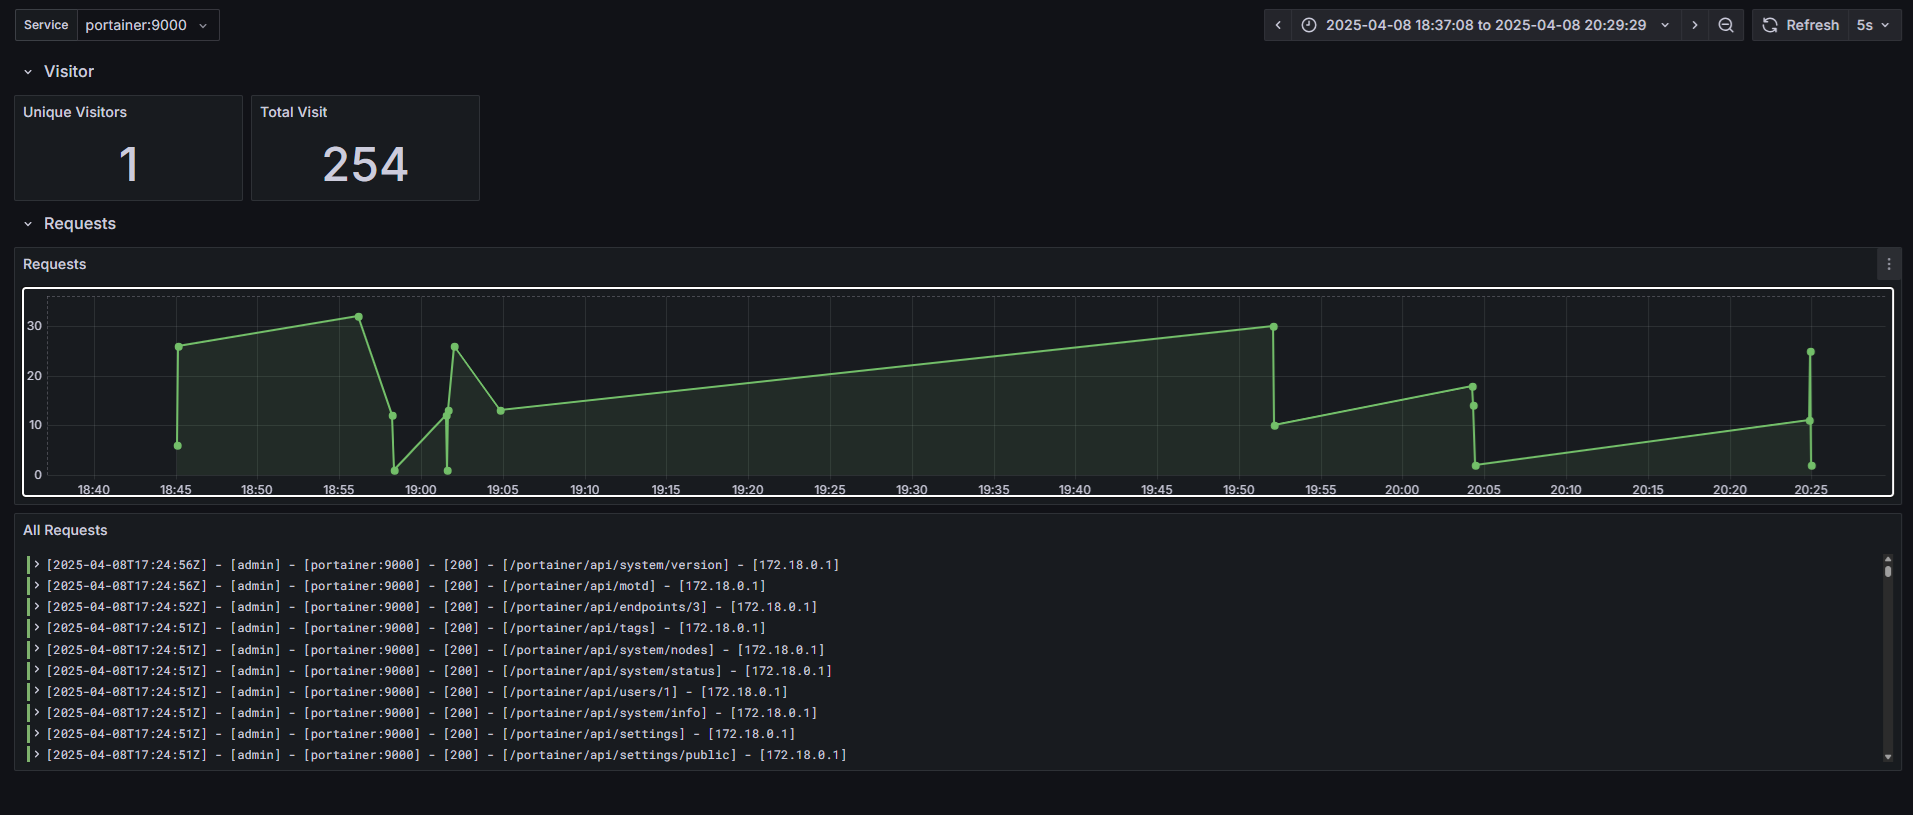 Service portainer:9000 2025-04-08 18:37:08 to 2025-04-08 20:29:29 Refresh 5s
Visitor
Unique Visitors Total Visit
1 254
Requests
Requests
30
20
10
0
18:40 18:45 18:50 18:55 19:00 19:05 19:10 19:15 19:20 19:25 19:30 19:35 19:40 19:45 19:50 19:55 20:00 20:05 20:10 20:15 20:20 20:25
All Requests
[2025-04-08T17:24:56Z] - [admin] - [portainer:9000] - [200] - [/portainer/api/system/version] - [172.18.0.1]
[2025-04-08T17:24:56Z] - [admin] - [portainer:9000] - [200] - [/portainer/api/motd] - [172.18.0.1]
[2025-04-08T17:24:52Z] - [admin] - [portainer:9000] - [200] - [/portainer/api/endpoints/3] - [172.18.0.1]
[2025-04-08T17:24:51Z] - [admin] - [portainer:9000] - [200] - [/portainer/api/tags] - [172.18.0.1]
[2025-04-08T17:24:51Z] - [admin] - [portainer:9000] - [200] - [/portainer/api/system/nodes] - [172.18.0.1]
[2025-04-08T17:24:51Z] - [admin] - [portainer:9000] - [200] - [/portainer/api/system/status] - [172.18.0.1]
[2025-04-08T17:24:51Z] - [admin] - [portainer:9000] - [200] - [/portainer/api/users/1] - [172.18.0.1]
[2025-04-08T17:24:51Z] - [admin] - [portainer:9000] - [200] - [/portainer/api/system/info] - [172.18.0.1]
[2025-04-08T17:24:51Z] - [admin] - [portainer:9000] - [200] - [/portainer/api/settings] - [172.18.0.1]
[2025-04-08T17:24:51Z] - [admin] - [portainer:9000] - [200] - [/portainer/api/settings/public] - [172.18.0.1]